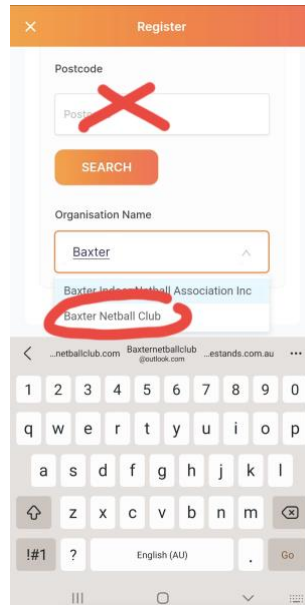 × Register
Postcode
SEARCH
Organisation Name
Baxter
Baxter Indoor Netball Association Inc
Baxter Netball Club
...netballclub.com Baxternetballclub @outlook.com ...estands.com.au
1 2 3 4 5 6 7 8 9 0
q w e r t y u i o p
a s d f g h j k l
z x c v b n m
!#1 ? English (AU) . Go